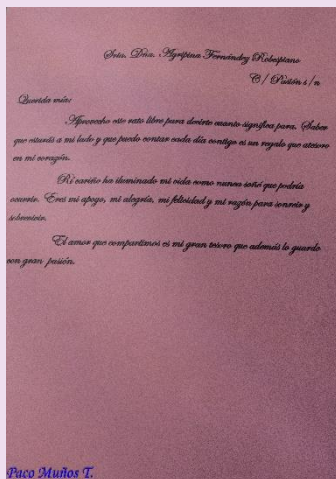 Srta. Dña. Agripina Fernández Robespiano
C/ Pasión s/n
Querida mía:
Aprovecho este rato libre para decirte cuanto significa para. Saber
que estarás a mi lado y que puedo contar cada día contigo es un regalo que atesoro
en mi corazón.
cariño ha iluminado mi vida como nunca soñé que podría
ocurrir. Eres mi apogo, mi alegría, mi felicidad y mi razón para sonreír y
sobrevivir.
El amor que compartimos es mi gran tesoro que además lo guardo
con gran pasión.
Paco Muños T.